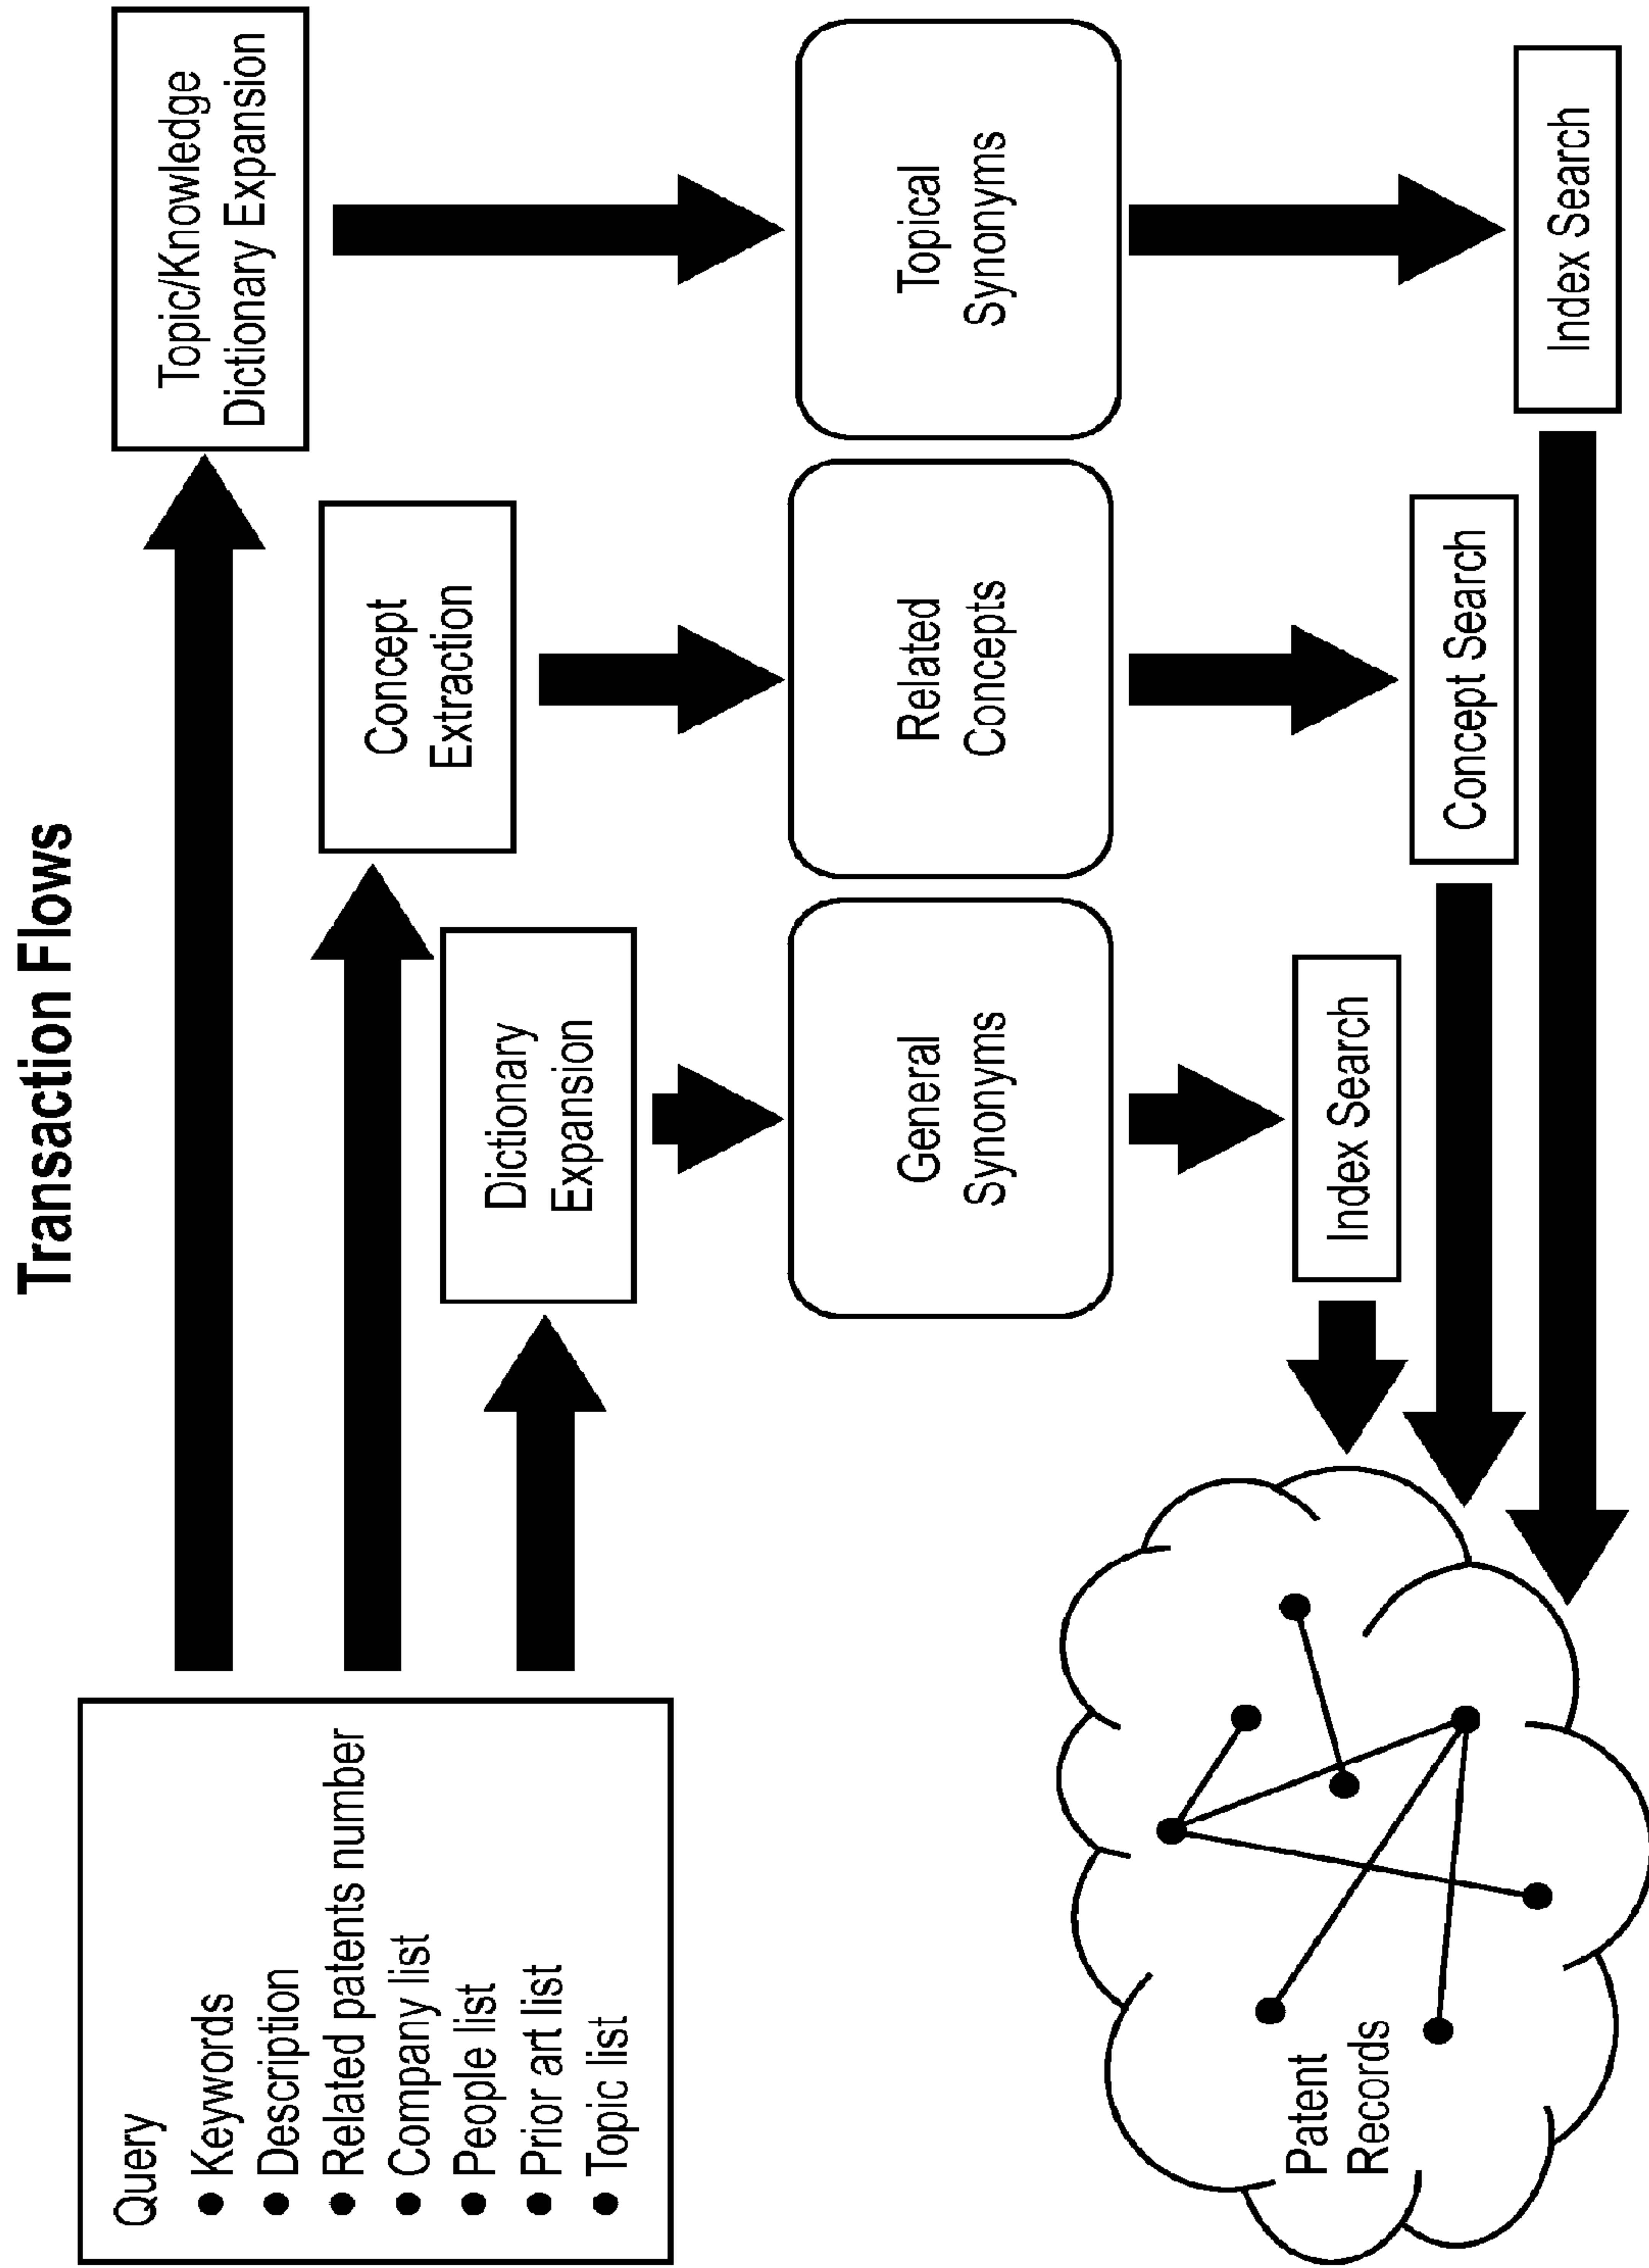 Transaction Flows
Query
• Keywords
• Description
• Related patents number
• Company list
• People list
• Prior art list
• Topic list
Topic/Knowledge
Dictionary Expansion
Concept
Extraction
Dictionary
Expansion
General
Synonyms
Related
Concepts
Topical
Synonyms
Index Search
Concept Search
Index Search
Patent
Records